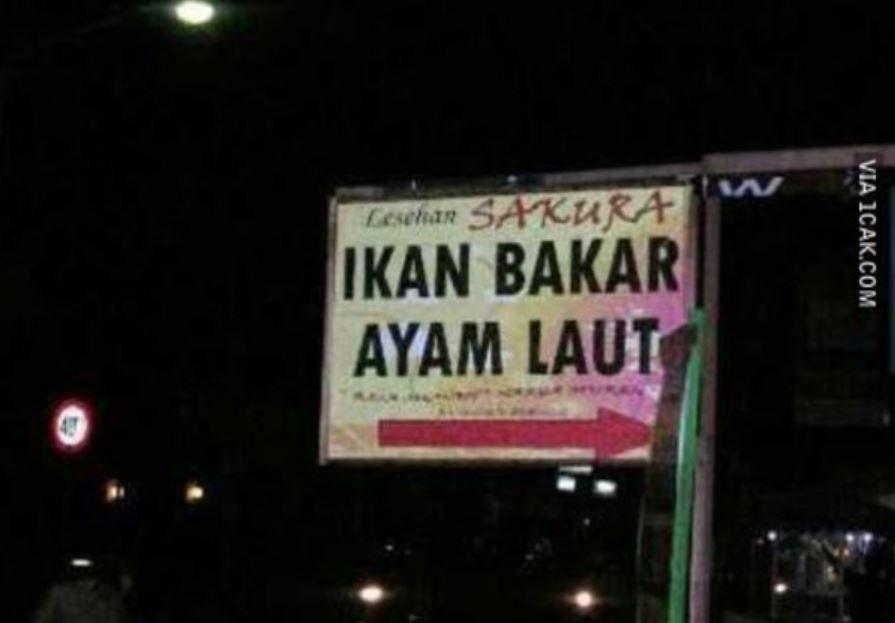 Lesehan SAKURA
IKAN BAKAR
AYAM LAUT
W
VIA 1CAK.COM